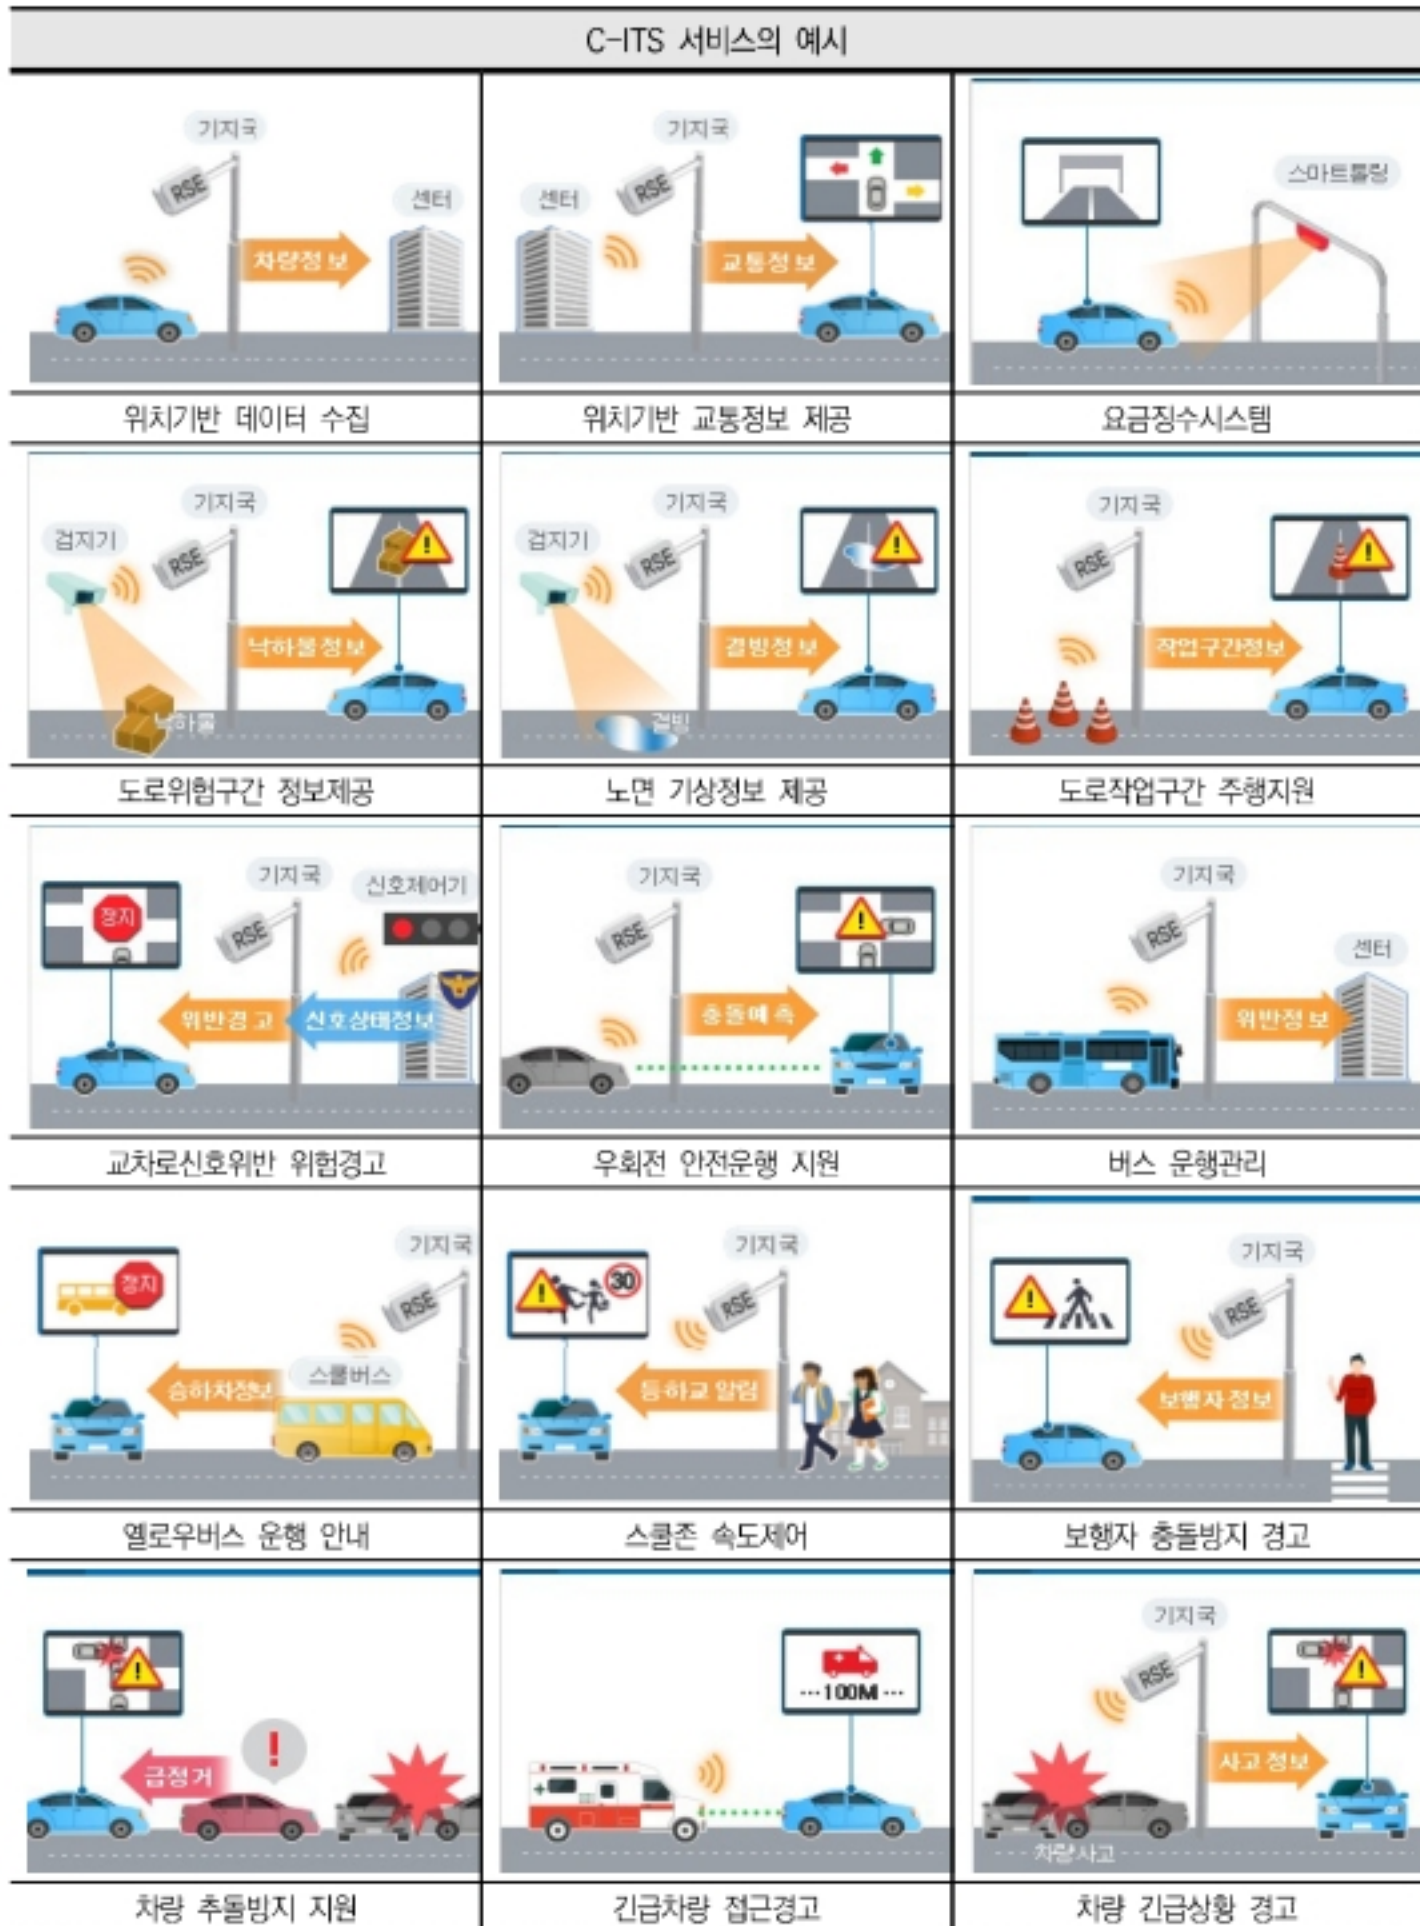 C-ITS 서비스의 예시
기지국
RSE
센터
차량정보
위치기반 데이터 수집
기지국
센터
RSE
교통정보
위치기반 교통정보 제공
스마트톨링
요금징수시스템
기지국
검지기
RSE
낙하물정보
낙하물
도로위험구간 정보제공
기지국
검지기
RSE
결빙정보
결빙
노면 기상정보 제공
기지국
RSE
작업구간정보
도로작업구간 주행지원
기지국
신호제어기
정지
RSE
위반경고
신호상태정보
교차로신호위반 위험경고
기지국
RSE
충돌예측
우회전 안전운행 지원
기지국
RSE
센터
위반정보
버스 운행관리
기지국
정지
RSE
스쿨버스
승하차정보
옐로우버스 운행 안내
기지국
30
RSE
등하교 알림
스쿨존 속도제어
기지국
RSE
보행자정보
보행자 충돌방지 경고
!
급정거
차량 추돌방지 지원
100M
긴급차량 접근경고
기지국
RSE
사고정보
차량사고
차량 긴급상황 경고